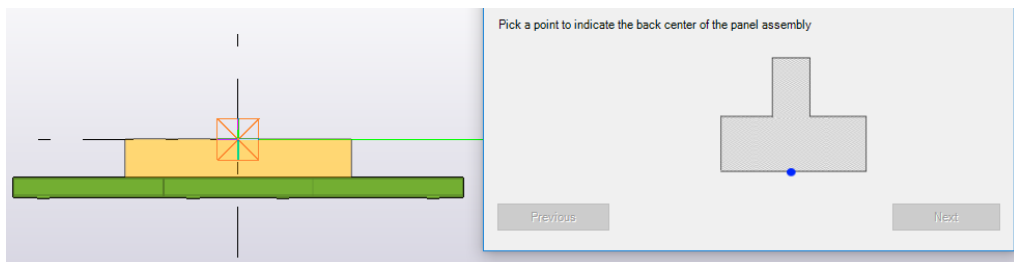 Pick a point to indicate the back center of the panel assembly
Previous
Next